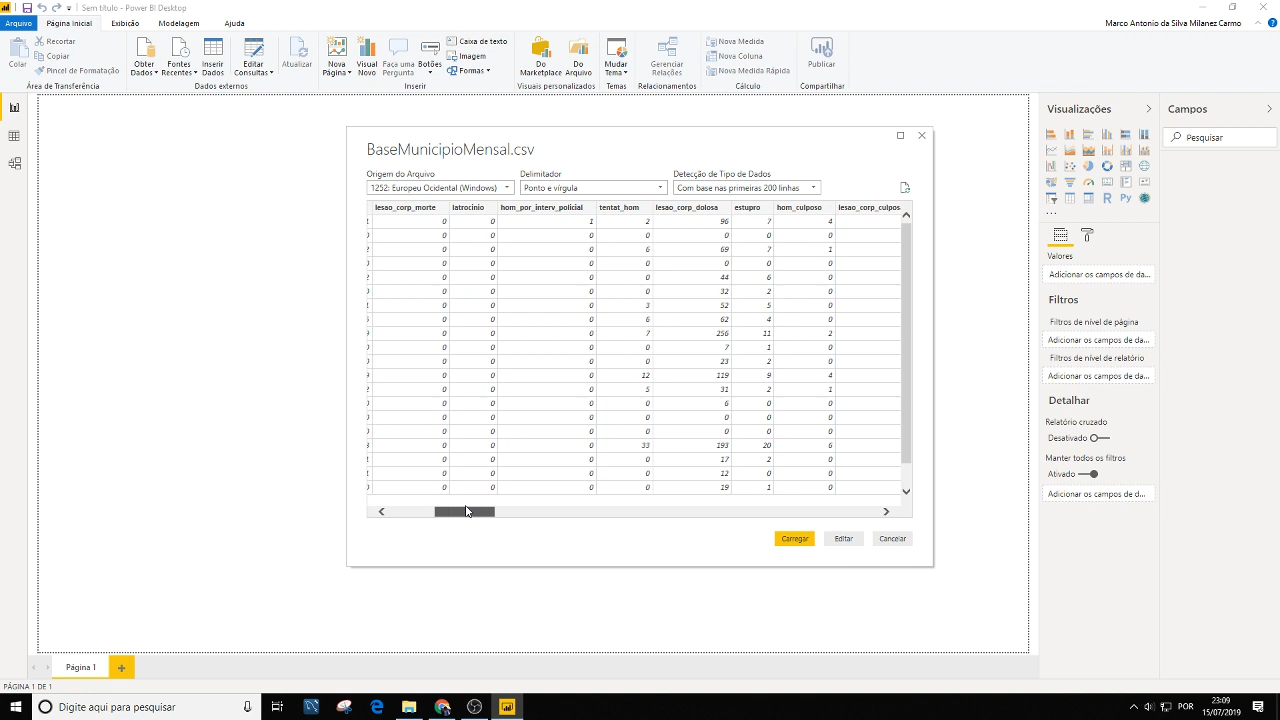 Sem título - Power BI Desktop
Arquivo
Página Inicial
Exibição
Modelagem
Ajuda
Marco Antonio da Silva Milanez Carmo
Colar
Recortar
Copiar
Pincel de Formatação
Área de Transferência
Obter Dados
Fontes Recentes
Inserir Dados
Editar Consultas
Atualizar
Dados externos
Nova Página
Visual Novo
Faça uma Pergunta
Botões
Caixa de texto
Imagem
Formas
Inserir
Do Marketplace
Do Arquivo
Visuais personalizados
Mudar Tema
Temas
Gerenciar Relações
Relacionamentos
Nova Medida
Nova Coluna
Nova Medida Rápida
Cálculo
Publicar
Compartilhar
BaseMunicipioMensal.csv
Origem do Arquivo
1252: Europeu Ocidental (Windows)
Delimitador
Ponto e vírgula
Detecção de Tipo de Dados
Com base nas primeiras 200 linhas
lesao_corp_morte latrocinio hom_por_interv_policial tentat_hom lesao_corp_dolosa estupro hom_culposo lesao_corp_culpos
0 0 1 2 96 7 4
0 0 0 0 0 0 0
0 0 0 6 69 7 1
0 0 0 0 0 0 0
0 0 0 0 44 6 0
0 0 0 0 32 2 0
0 0 0 3 52 5 0
0 0 0 6 62 4 0
0 0 0 7 256 11 2
0 0 0 0 7 1 0
0 0 0 0 23 2 0
0 0 0 12 119 9 4
0 0 0 5 31 2 1
0 0 0 0 6 0 0
0 0 0 0 0 0 0
0 0 0 0 0 0 0
0 0 0 33 193 20 6
0 0 0 0 17 2 0
0 0 0 0 12 0 0
0 0 0 0 19 1 0
Carregar
Editar
Cancelar
Visualizações
R Py
Valores
Adicionar os campos de da...
Filtros
Filtros de nível de página
Adicionar os campos de da...
Filtros de nível de relatório
Adicionar os campos de da...
Detalhar
Relatório cruzado
Desativado
Manter todos os filtros
Ativado
Adicionar os campos de d...
Campos
Pesquisar
Página 1
PÁGINA 1 DE 1
Digite aqui para pesquisar
POR
23:09
15/07/2019